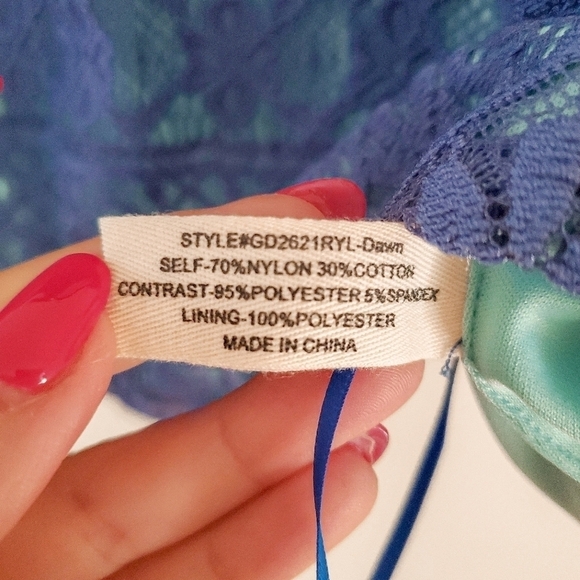 STYLE#GD2621RYL-Dawn
SELF-70%NYLON 30%COTTON
CONTRAST-95%POLYESTER 5%SPANDEX
LINING-100%POLYESTER
MADE IN CHINA